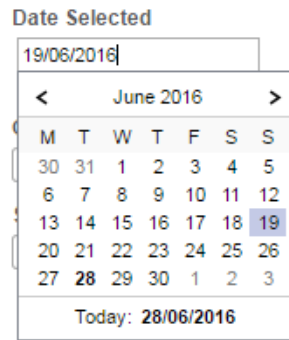 Date Selected
19/06/2016
< June 2016 >
M T W T F S S
30 31 1 2 3 4 5
6 7 8 9 10 11 12
13 14 15 16 17 18 19
20 21 22 23 24 25 26
27 28 29 30 1 2 3
Today: 28/06/2016